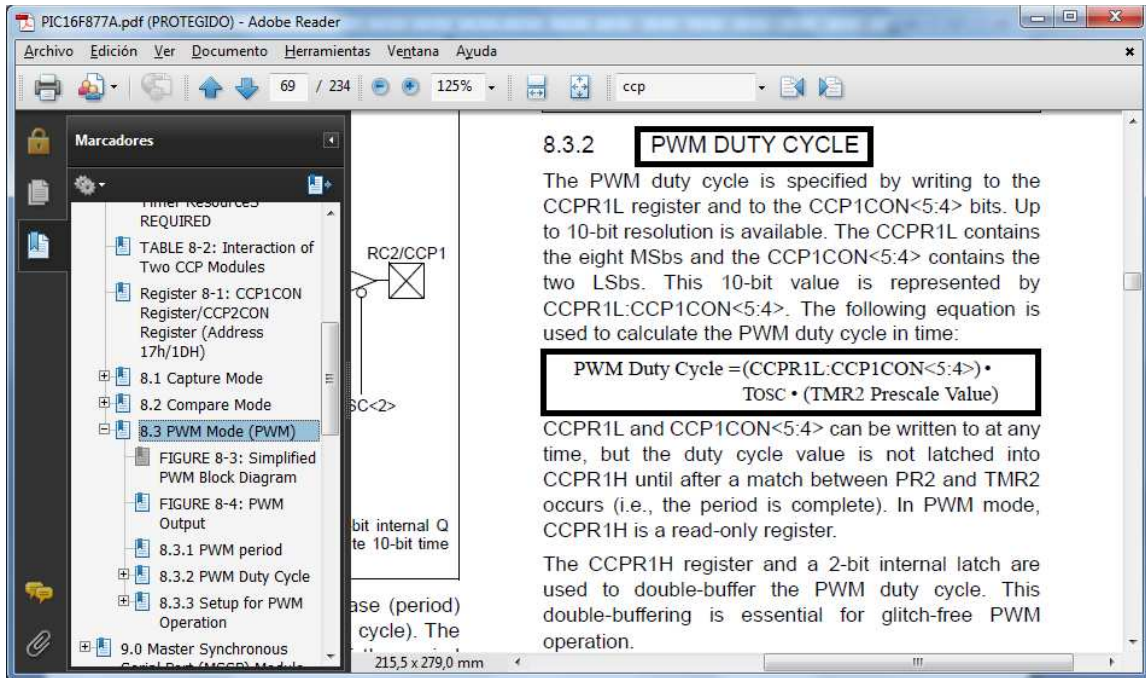 PIC16F877A.pdf (PROTEGIDO) - Adobe Reader
Archivo Edición Ver Documento Herramientas Ventana Ayuda
69 / 234 125% ccp
Marcadores
REQUIRED
TABLE 8-2: Interaction of
Two CCP Modules
Register 8-1: CCP1CON
Register/CCP2CON
Register (Address
17h/1DH)
8.1 Capture Mode
8.2 Compare Mode
8.3 PWM Mode (PWM)
FIGURE 8-3: Simplified
PWM Block Diagram
FIGURE 8-4: PWM
Output
8.3.1 PWM period
8.3.2 PWM Duty Cycle
8.3.3 Setup for PWM
Operation
9.0 Master Synchronous
RC2/CCP1
SC<2>
bit internal Q
te 10-bit time
ase (period)
cycle). The
8.3.2 PWM DUTY CYCLE
The PWM duty cycle is specified by writing to the
CCPR1L register and to the CCP1CON<5:4> bits. Up
to 10-bit resolution is available. The CCPR1L contains
the eight MSbs and the CCP1CON<5:4> contains the
two LSbs. This 10-bit value is represented by
CCPR1L:CCP1CON<5:4>. The following equation is
used to calculate the PWM duty cycle in time:
PWM Duty Cycle =(CCPR1L:CCP1CON<5:4>) •
TOSC • (TMR2 Prescale Value)
CCPR1L and CCP1CON<5:4> can be written to at any
time, but the duty cycle value is not latched into
CCPR1H until after a match between PR2 and TMR2
occurs (i.e., the period is complete). In PWM mode,
CCPR1H is a read-only register.
The CCPR1H register and a 2-bit internal latch are
used to double-buffer the PWM duty cycle. This
double-buffering is essential for glitch-free PWM
operation.
215,5 x 279,0 mm